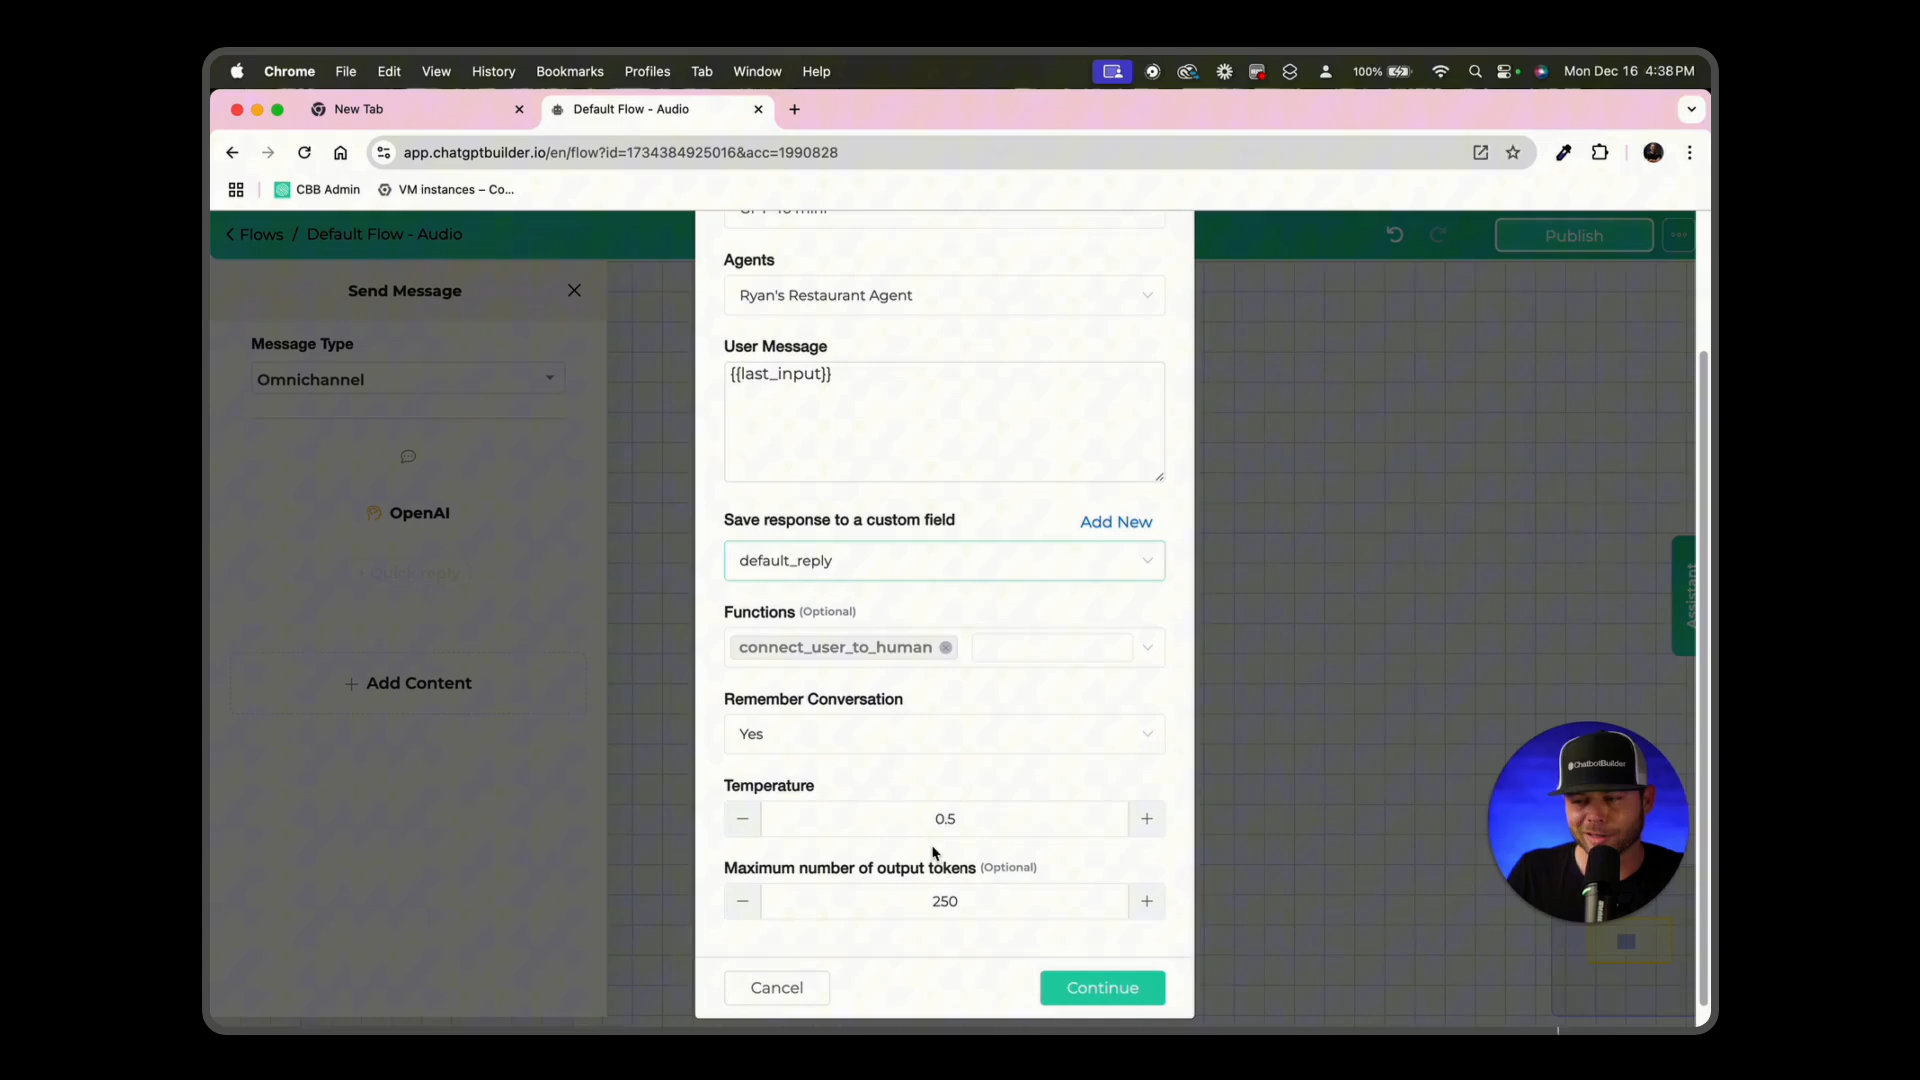 Chrome File Edit View History Bookmarks Profiles Tab Window Help 100% Mon Dec 16 4:38 PM
New Tab Default Flow - Audio
app.chatgptbuilder.io/en/flow?id=1734384925016&acc=1990828
CBB Admin VM instances – Co...
Flows / Default Flow - Audio Publish
Send Message
Message Type
Omnichannel
OpenAI
+ Quick reply
+ Add Content
Agents
Ryan's Restaurant Agent
User Message
{{last_input}}
Save response to a custom field Add New
default_reply
Functions (Optional)
connect_user_to_human
Remember Conversation
Yes
Temperature
− 0.5 +
Maximum number of output tokens (Optional)
− 250 +
Cancel Continue
Assistant
ChatbotBuilder